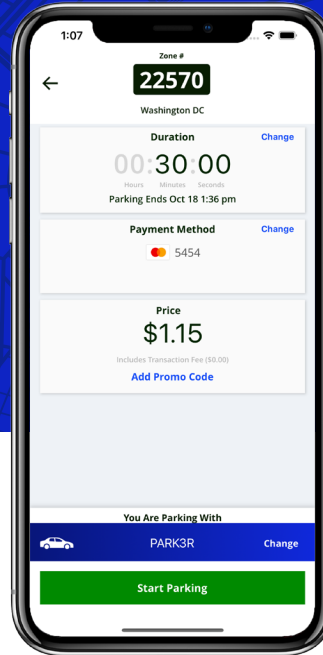 1:07
Zone #
22570
Washington DC
Duration
Change
00:30:00
Hours Minutes Seconds
Parking Ends Oct 18 1:36 pm
Payment Method
Change
5454
Price
$1.15
Includes Transaction Fee ($0.00)
Add Promo Code
You Are Parking With
PARK3R
Change
Start Parking